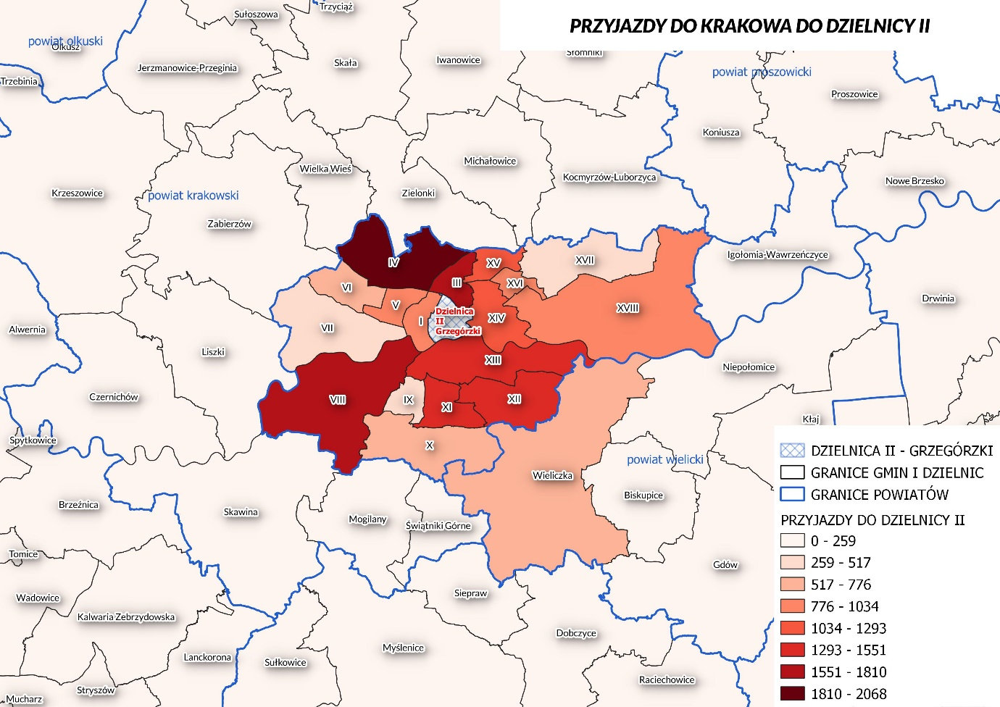 PRZYJAZDY DO KRAKOWA DO DZIELNICY II
Sułoszowa
Trzyciąż
powiat olkuski
Olkusz
Jerzmanowice-Przeginia
Skała
Iwanowice
Słomniki
powiat proszowicki
Trzebinia
Proszowice
Koniusza
Wielka Wieś
Michałowice
Kocmyrzów-Luborzyca
Nowe Brzesko
Krzeszowice
powiat krakowski
Zielonki
Zabierzów
IV
XV
XVII
Igołomia-Wawrzeńczyce
VI
III
XVI
Drwinia
V
Dzielnica
II
Grzegórzki
I
XIV
XVIII
Alwernia
VII
Liszki
XIII
Niepołomice
Czernichów
VIII
IX
XI
XII
Kłaj
Spytkowice
X
powiat wielicki
Wieliczka
Biskupice
Brzeźnica
Skawina
Mogilany
Świątniki Górne
Tomice
Gdów
Wadowice
Siepraw
Kalwaria Zebrzydowska
Dobczyce
Myślenice
Lanckorona
Sułkowice
Raciechowice
Stryszów
Mucharz
DZIELNICA II - GRZEGÓRZKI
GRANICE GMIN I DZIELNIC
GRANICE POWIATÓW
PRZYJAZDY DO DZIELNICY II
0 - 259
259 - 517
517 - 776
776 - 1034
1034 - 1293
1293 - 1551
1551 - 1810
1810 - 2068